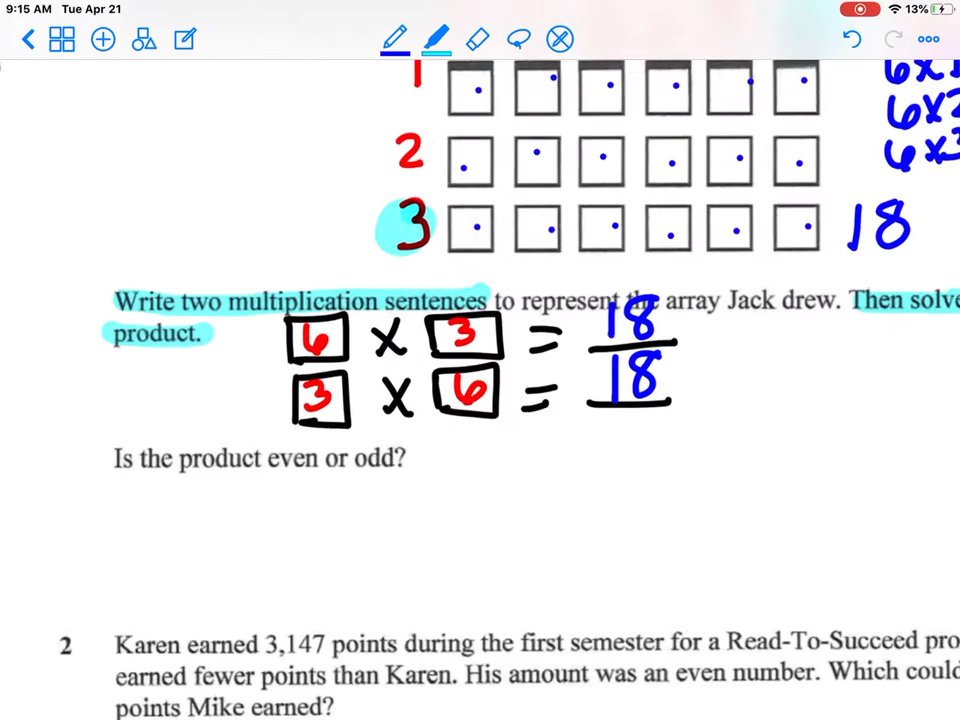 9:15 AM Tue Apr 21 13%
1
6x1
6x2
2
6x3
3 18
Write two multiplication sentences to represent the array Jack drew. Then solve
product.
6 x 3 = 18
3 x 6 = 18
Is the product even or odd?
2 Karen earned 3,147 points during the first semester for a Read-To-Succeed pro
earned fewer points than Karen. His amount was an even number. Which could
points Mike earned?